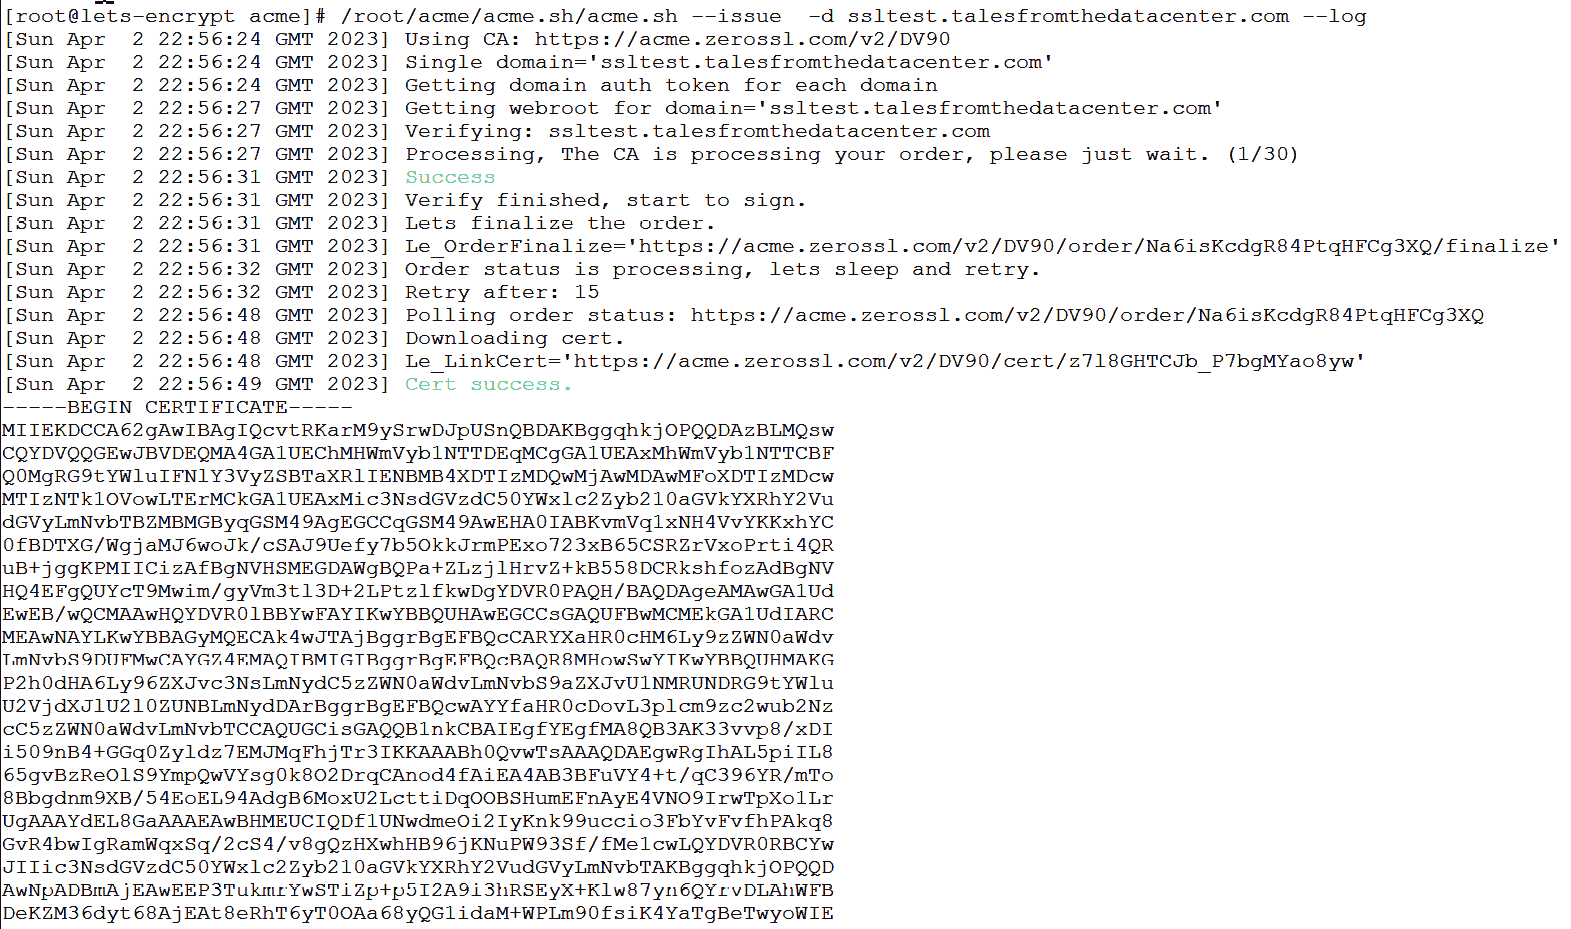 [root@lets-encrypt acme]# /root/acme/acme.sh/acme.sh --issue  -d ssltest.talesfromthedatacenter.com --log
[Sun Apr  2 22:56:24 GMT 2023] Using CA: https://acme.zerossl.com/v2/DV90
[Sun Apr  2 22:56:24 GMT 2023] Single domain='ssltest.talesfromthedatacenter.com'
[Sun Apr  2 22:56:24 GMT 2023] Getting domain auth token for each domain
[Sun Apr  2 22:56:27 GMT 2023] Getting webroot for domain='ssltest.talesfromthedatacenter.com'
[Sun Apr  2 22:56:27 GMT 2023] Verifying: ssltest.talesfromthedatacenter.com
[Sun Apr  2 22:56:27 GMT 2023] Processing, The CA is processing your order, please just wait. (1/30)
[Sun Apr  2 22:56:31 GMT 2023] Success
[Sun Apr  2 22:56:31 GMT 2023] Verify finished, start to sign.
[Sun Apr  2 22:56:31 GMT 2023] Lets finalize the order.
[Sun Apr  2 22:56:31 GMT 2023] Le_OrderFinalize='https://acme.zerossl.com/v2/DV90/order/Na6isKcdgR84PtqHFCg3XQ/finalize'
[Sun Apr  2 22:56:32 GMT 2023] Order status is processing, lets sleep and retry.
[Sun Apr  2 22:56:32 GMT 2023] Retry after: 15
[Sun Apr  2 22:56:48 GMT 2023] Polling order status: https://acme.zerossl.com/v2/DV90/order/Na6isKcdgR84PtqHFCg3XQ
[Sun Apr  2 22:56:48 GMT 2023] Downloading cert.
[Sun Apr  2 22:56:48 GMT 2023] Le_LinkCert='https://acme.zerossl.com/v2/DV90/cert/z7l8GHTCJb_P7bgMYao8yw'
[Sun Apr  2 22:56:49 GMT 2023] Cert success.
-----BEGIN CERTIFICATE-----
MIIEKDCCA62gAwIBAgIQcvtRKarM9ySrwDJpUSnQBDAKBggqhkjOPQQDAzBLMQsw
CQYDVQQGEwJBVDEQMA4GA1UEChMHWmVyb1NTTDEqMCgGA1UEAxMhWmVyb1NTTCBF
Q0MgRG9tYWluIFNlY3VyZSBTaXRlIENBMB4XDTIzMDQwMjAwMDAwMFoXDTIzMDcw
MTIzNTk1OVowLTErMCkGA1UEAxMic3NsdGVzdC50YWxlc2Zyb210aGVkYXRhY2Vu
dGVyLmNvbTBZMBMGByqGSM49AgEGCCqGSM49AwEHA0IABKvmVq1xNH4VvYKKxhYC
0fBDTXG/WgjaMJ6woJk/cSAJ9Uefy7b5OkkJrmPExo723xB65CSRZrVxoPrti4QR
uB+jggKPMIICizAfBgNVHSMEGDAWgBQPa+ZLzjlHrvZ+kB558DCRkshfozAdBgNV
HQ4EFgQUYcT9Mwim/gyVm3tl3D+2LPtzlfkwDgYDVR0PAQH/BAQDAgeAMAwGA1Ud
EwEB/wQCMAAwHQYDVR0lBBYwFAYIKwYBBQUHAwEGCCsGAQUFBwMCMEkGA1UdIARC
MEAwNAYLKwYBBAGyMQECAk4wJTAjBggrBgEFBQcCARYXaHR0cHM6Ly9zZWN0aWdv
LmNvbS9DUFMwCAYGZ4EMAQIBMIGIBggrBgEFBQcBAQR8MHowSwYIKwYBBQUHMAKG
P2h0dHA6Ly96ZXJvc3NsLmNydC5zZWN0aWdvLmNvbS9aZXJvU1NMRUNDRG9tYWlu
U2VjdXJlU2l0ZUNBLmNydDArBggrBgEFBQcwAYYfaHR0cDovL3plcm9zc2wub2Nz
cC5zZWN0aWdvLmNvbTCCAQUGCisGAQQB1nkCBAIEgfYEgfMA8QB3AK33vvp8/xDI
i509nB4+GGq0Zyldz7EMJMqFhjTr3IKKAAABh0QvwTsAAAQDAEgwRgIhAL5piIL8
65gvBzReOlS9YmpQwVYsg0k8O2DrqCAnod4fAiEA4AB3BFuVY4+t/qC396YR/mTo
8Bbgdnm9XB/54EoEL94AdgB6MoxU2LcttiDqOOBSHumEFnAyE4VNO9IrwTpXo1Lr
UgAAAYdEL8GaAAAEAwBHMEUCIQDf1UNwdmeOi2IyKnk99uccio3FbYvFvfhPAkq8
GvR4bwIgRamWqxSq/2cS4/v8gQzHXwhHB96jKNuPW93Sf/fMe1cwLQYDVR0RBCYw
JIIic3NsdGVzdC50YWxlc2Zyb210aGVkYXRhY2VudGVyLmNvbTAKBggqhkjOPQQD
AwNpADBmAjEAwEEP3TukmrYwSTiZp+p5I2A9i3hRSEyX+Klw87yn6QYrvDLAhWFB
DeKZM36dyt68AjEAt8eRhT6yT0OAa68yQG1idaM+WPLm90fsiK4YaTgBeTwyoWIE